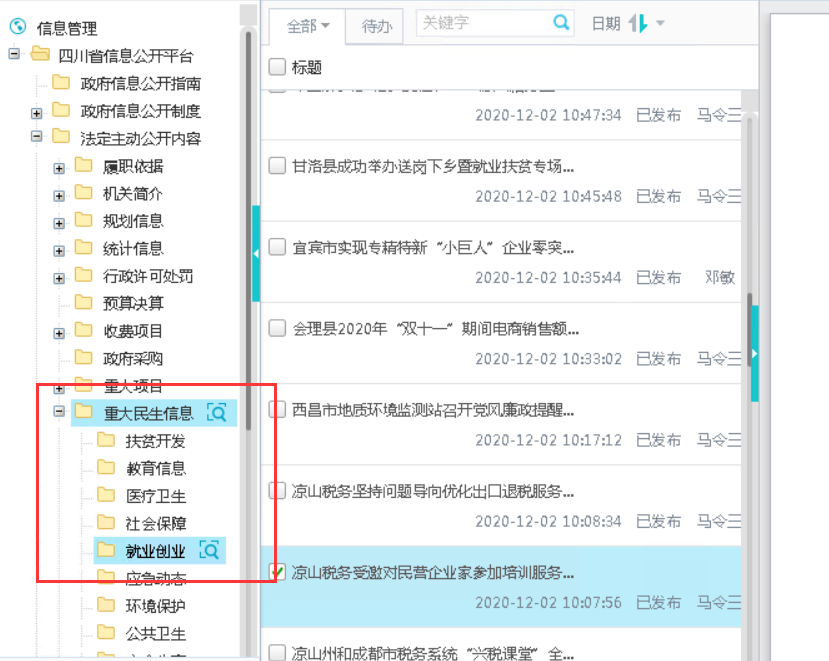 信息管理
四川省信息公开平台
政府信息公开指南
政府信息公开制度
法定主动公开内容
履职依据
机关简介
规划信息
统计信息
行政许可处罚
预算决算
收费项目
政府采购
重大项目
重大民生信息
扶贫开发
教育信息
医疗卫生
社会保障
就业创业
应急动态
环境保护
公共卫生
全部
待办
关键字
日期
标题
2020-12-02 10:47:34 已发布 马令三
甘洛县成功举办送岗下乡暨就业扶贫专场...
2020-12-02 10:45:48 已发布 马令三
宜宾市实现专精特新“小巨人”企业零突...
2020-12-02 10:35:44 已发布 邓敏
会理县2020年“双十一”期间电商销售额...
2020-12-02 10:33:02 已发布 马令三
西昌市地质环境监测站召开党风廉政提醒...
2020-12-02 10:17:12 已发布 马令三
凉山税务坚持问题导向优化出口退税服务...
2020-12-02 10:08:34 已发布 马令三
凉山税务受邀对民营企业家参加培训服务...
2020-12-02 10:07:56 已发布 马令三
凉山州和成都市税务系统“兴税课堂”全...